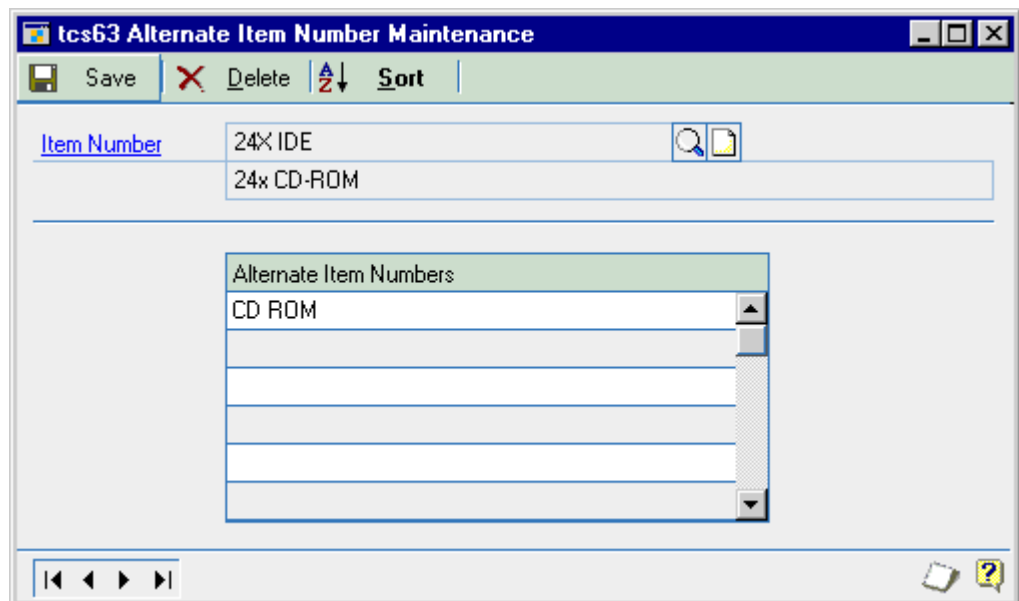 tcs63 Alternate Item Number Maintenance
Save Delete Sort
Item Number 24X IDE
24x CD-ROM
Alternate Item Numbers
CD ROM